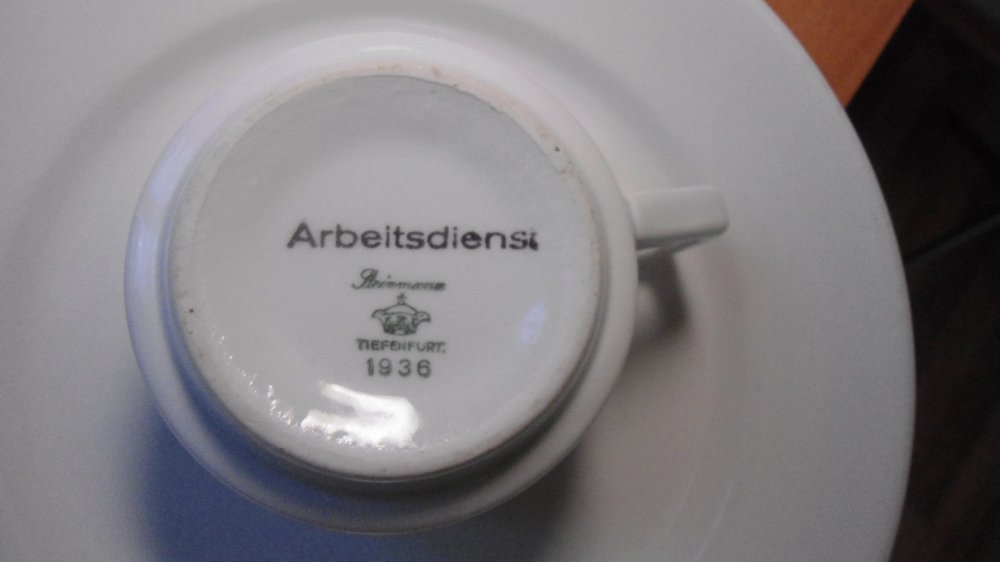 Arbeitsdienst
Steinmann
TIEFENFURT.
1936